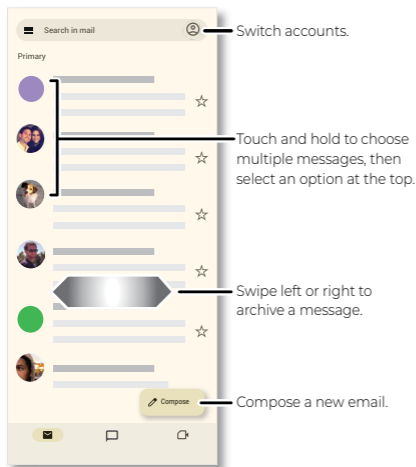 Search in mail
Switch accounts.
Primary
Touch and hold to choose
multiple messages, then
select an option at the top.
Swipe left or right to
archive a message.
Compose
Compose a new email.